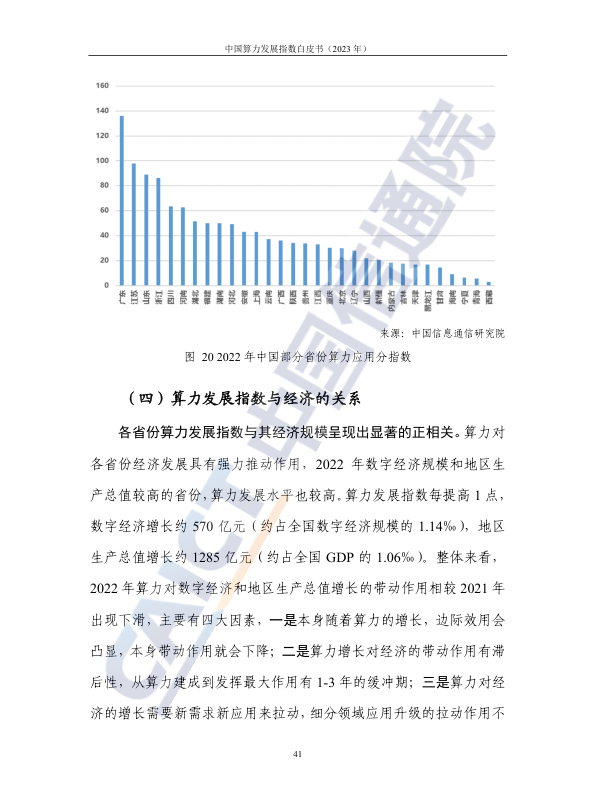 中国算力发展指数白皮书（2023 年）
160
140
120
100
80
60
40
20
0
广东 江苏 山东 浙江 四川 河南 湖北 福建 湖南 河北 安徽 上海 云南 广西 陕西 贵州 江西 重庆 北京 辽宁 山西 新疆 内蒙古 吉林 天津 黑龙江 甘肃 海南 宁夏 青海 西藏
来源：中国信息通信研究院
图 20 2022 年中国部分省份算力应用分指数
（四）算力发展指数与经济的关系
各省份算力发展指数与其经济规模呈现出显著的正相关。算力对
各省份经济发展具有强力推动作用，2022 年数字经济规模和地区生
产总值较高的省份，算力发展水平也较高。算力发展指数每提高 1 点，
数字经济增长约 570 亿元（约占全国数字经济规模的 1.14‰），地区
生产总值增长约 1285 亿元（约占全国 GDP 的 1.06‰）。整体来看，
2022 年算力对数字经济和地区生产总值增长的带动作用相较 2021 年
出现下滑，主要有四大因素，一是本身随着算力的增长，边际效用会
凸显，本身带动作用就会下降；二是算力增长对经济的带动作用有滞
后性，从算力建成到发挥最大作用有 1-3 年的缓冲期；三是算力对经
济的增长需要新需求新应用来拉动，细分领域应用升级的拉动作用不
41
CAICT 中国信通院